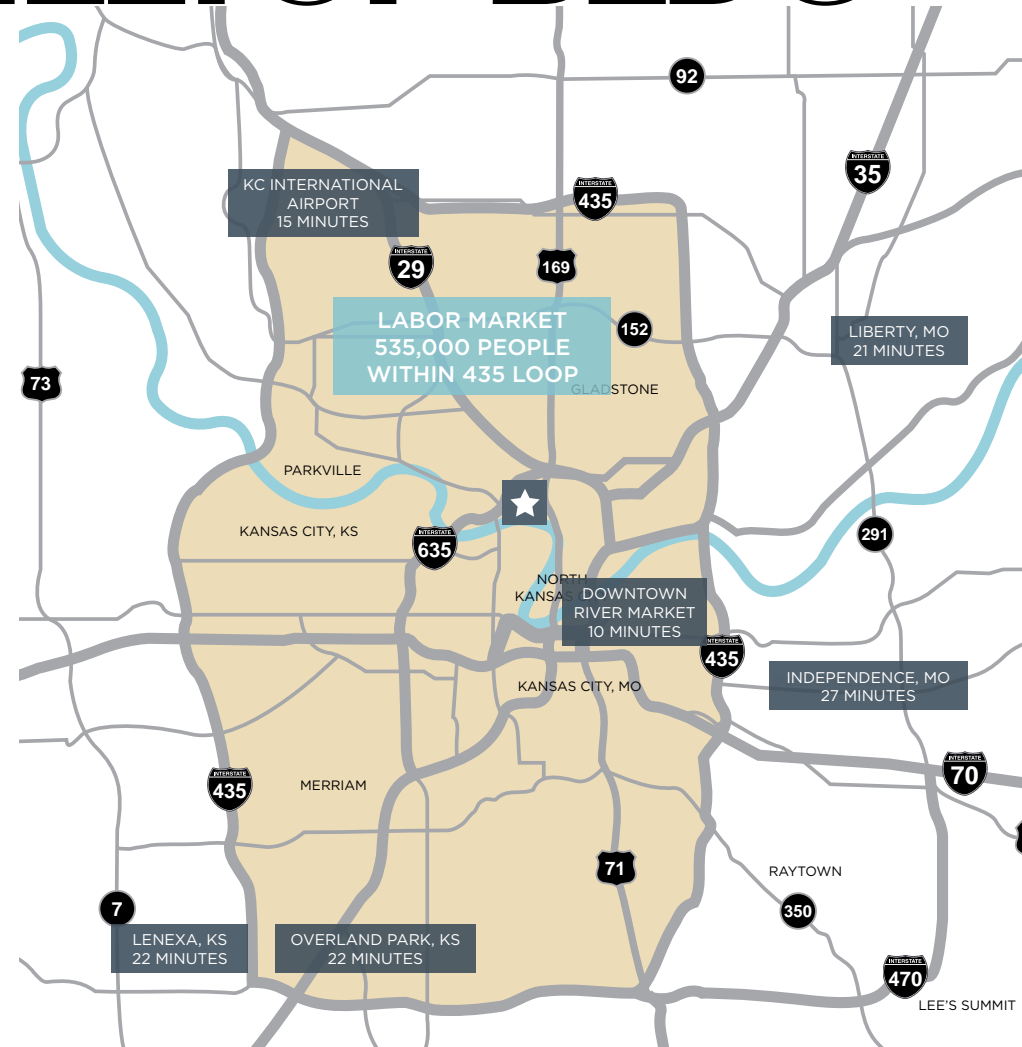 92
INTERSTATE
35
KC INTERNATIONAL
AIRPORT
15 MINUTES
INTERSTATE
435
INTERSTATE
29
169
LABOR MARKET
535,000 PEOPLE
WITHIN 435 LOOP
152
LIBERTY, MO
21 MINUTES
73
GLADSTONE
PARKVILLE
KANSAS CITY, KS
INTERSTATE
635
291
NORTH
KANSAS
DOWNTOWN
RIVER MARKET
10 MINUTES
INTERSTATE
435
INDEPENDENCE, MO
27 MINUTES
KANSAS CITY, MO
INTERSTATE
435
MERRIAM
INTERSTATE
70
71
RAYTOWN
350
7
LENEXA, KS
22 MINUTES
OVERLAND PARK, KS
22 MINUTES
INTERSTATE
470
LEE'S SUMMIT